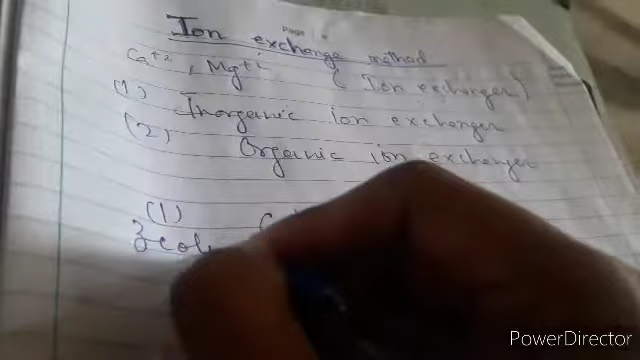 Page
Ion exchange method
Ca+2, Mg+2 (Ion exchanger)
(1) Inorganic ion exchanger
(2) Organic ion exchanger
(1)
PowerDirector